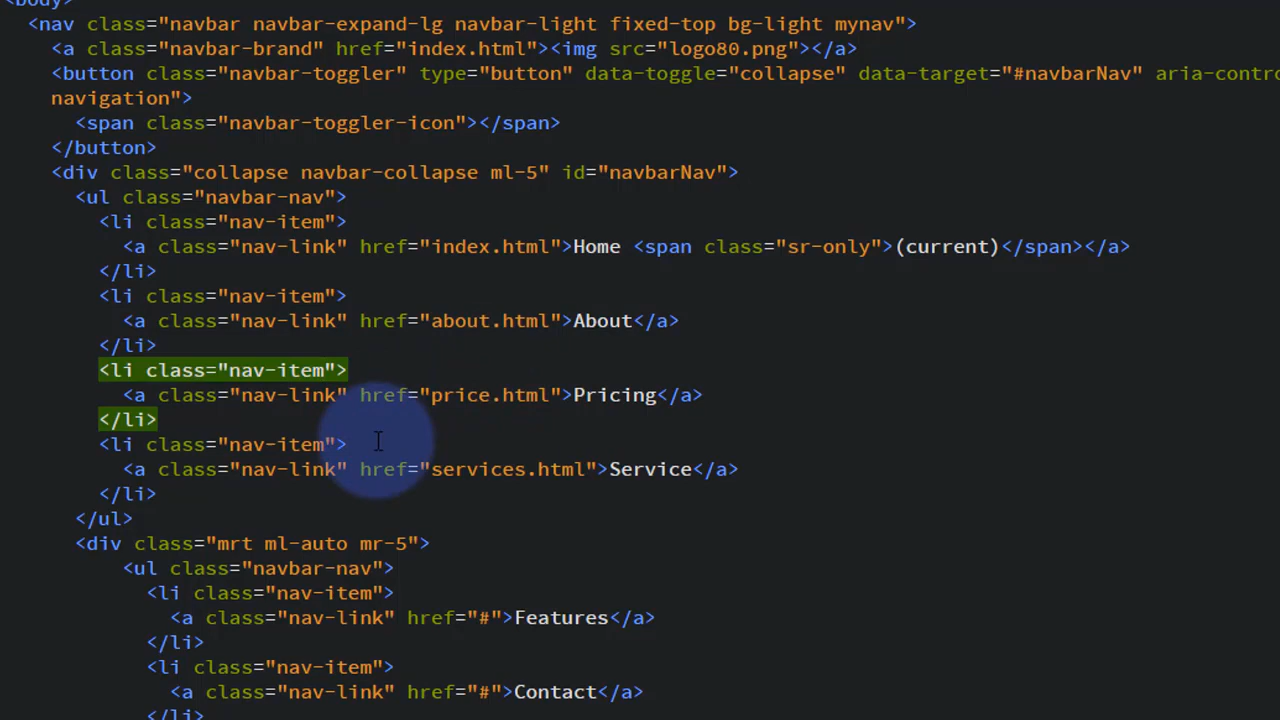 <body>
<nav class="navbar navbar-expand-lg navbar-light fixed-top bg-light mynav">
<a class="navbar-brand" href="index.html"><img src="logo80.png"></a>
<button class="navbar-toggler" type="button" data-toggle="collapse" data-target="#navbarNav" aria-contro
navigation">
<span class="navbar-toggler-icon"></span>
</button>
<div class="collapse navbar-collapse ml-5" id="navbarNav">
<ul class="navbar-nav">
<li class="nav-item">
<a class="nav-link" href="index.html">Home <span class="sr-only">(current)</span></a>
</li>
<li class="nav-item">
<a class="nav-link" href="about.html">About</a>
</li>
<li class="nav-item">
<a class="nav-link" href="price.html">Pricing</a>
</li>
<li class="nav-item">
<a class="nav-link" href="services.html">Service</a>
</li>
</ul>
<div class="mrt ml-auto mr-5">
<ul class="navbar-nav">
<li class="nav-item">
<a class="nav-link" href="#">Features</a>
</li>
<li class="nav-item">
<a class="nav-link" href="#">Contact</a>
</li>